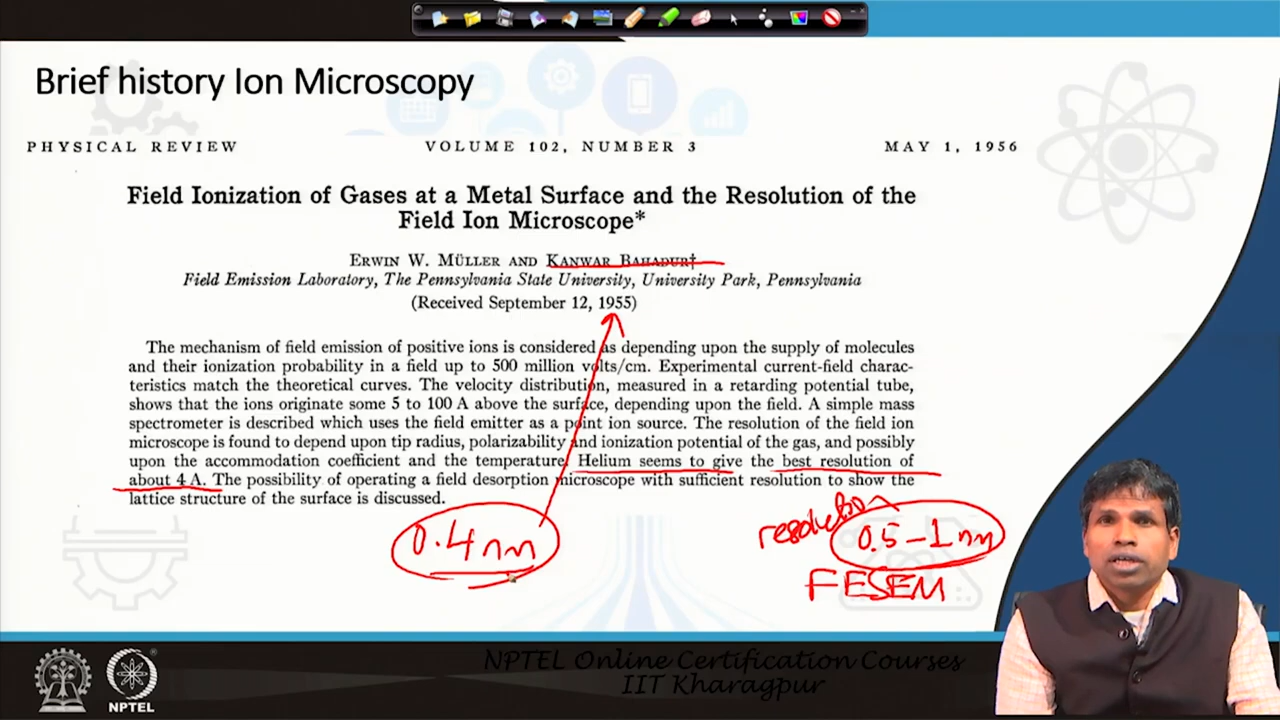 Brief history Ion Microscopy
PHYSICAL REVIEW VOLUME 102, NUMBER 3 MAY 1, 1956
Field Ionization of Gases at a Metal Surface and the Resolution of the
Field Ion Microscope*
ERWIN W. MÜLLER AND KANWAR BAHADUR†
Field Emission Laboratory, The Pennsylvania State University, University Park, Pennsylvania
(Received September 12, 1955)
The mechanism of field emission of positive ions is considered as depending upon the supply of molecules
and their ionization probability in a field up to 500 million volts/cm. Experimental current-field charac-
teristics match the theoretical curves. The velocity distribution, measured in a retarding potential tube,
shows that the ions originate some 5 to 100 A above the surface, depending upon the field. A simple mass
spectrometer is described which uses the field emitter as a point ion source. The resolution of the field ion
microscope is found to depend upon tip radius, polarizability and ionization potential of the gas, and possibly
upon the accommodation coefficient and the temperature. Helium seems to give the best resolution of
about 4 A. The possibility of operating a field desorption microscope with sufficient resolution to show the
lattice structure of the surface is discussed.
0.4 nm
resolution
0.5 - 1 nm
FESEM
NPTEL Online Certification Courses
IIT Kharagpur
NPTEL